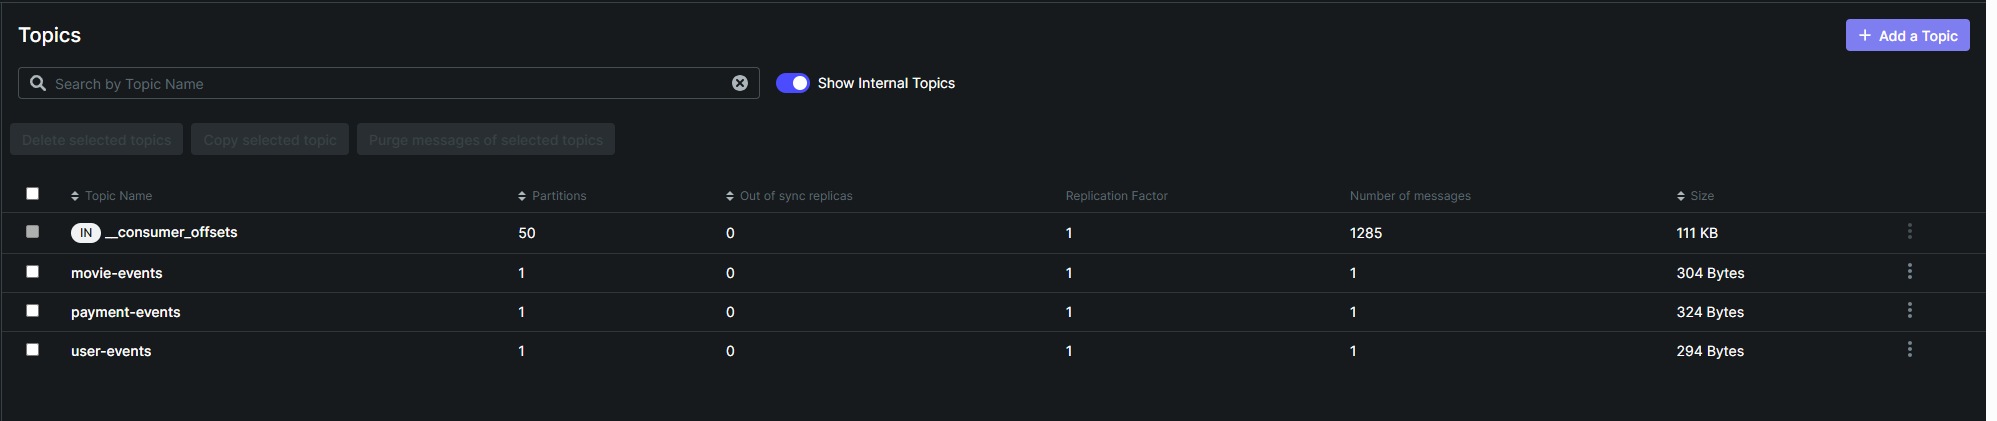 Topics
+ Add a Topic
Search by Topic Name
Show Internal Topics
Delete selected topics Copy selected topic Purge messages of selected topics
Topic Name Partitions Out of sync replicas Replication Factor Number of messages Size
IN __consumer_offsets 50 0 1 1285 111 KB
movie-events 1 0 1 1 304 Bytes
payment-events 1 0 1 1 324 Bytes
user-events 1 0 1 1 294 Bytes